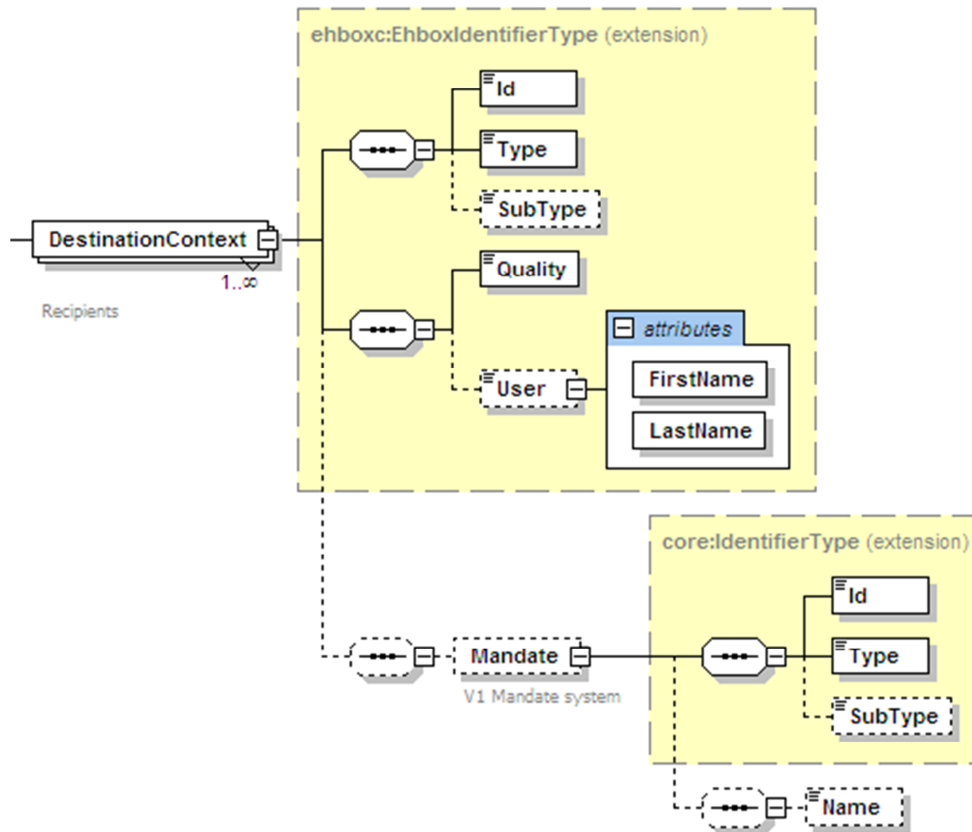 ehboxc:EhboxIdentifierType (extension)
Id
Type
SubType
DestinationContext
1..∞
Recipients
Quality
attributes
User
FirstName
LastName
core:IdentifierType (extension)
Id
Mandate
Type
V1 Mandate system
SubType
Name